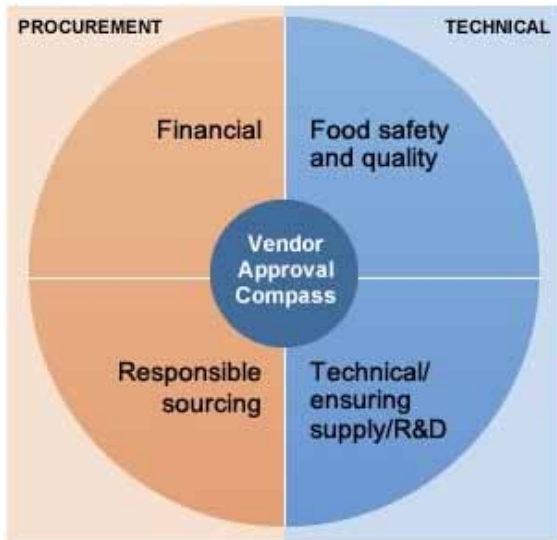 PROCUREMENT
TECHNICAL
Financial
Food safety
and quality
Vendor
Approval
Compass
Responsible
sourcing
Technical/
ensuring
supply/R&D